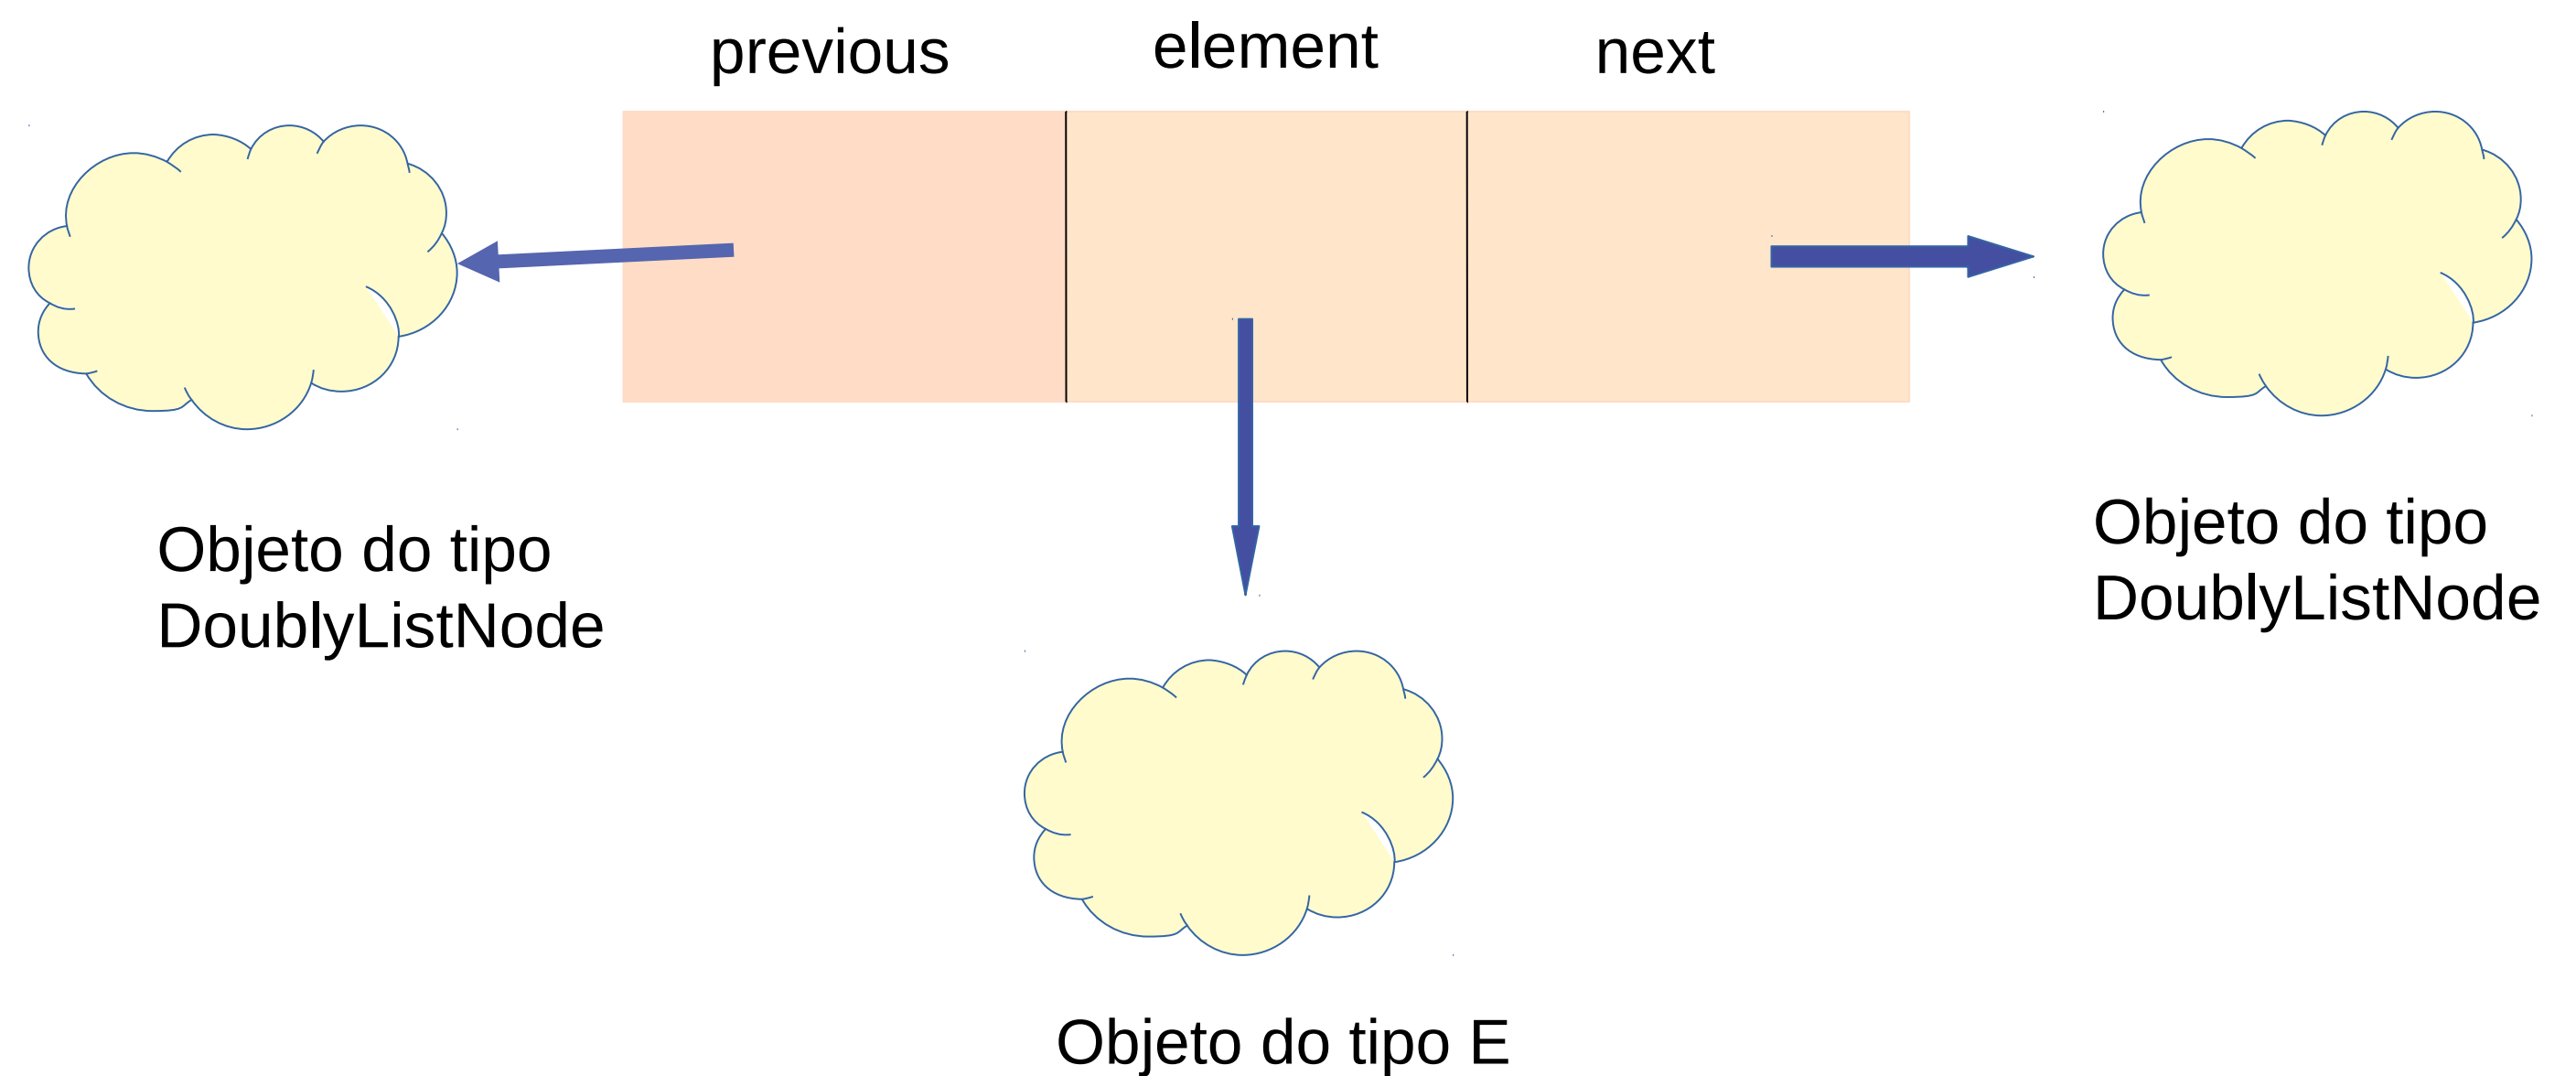 previous
element
next
Objeto do tipo
DoublyListNode
Objeto do tipo
DoublyListNode
Objeto do tipo E